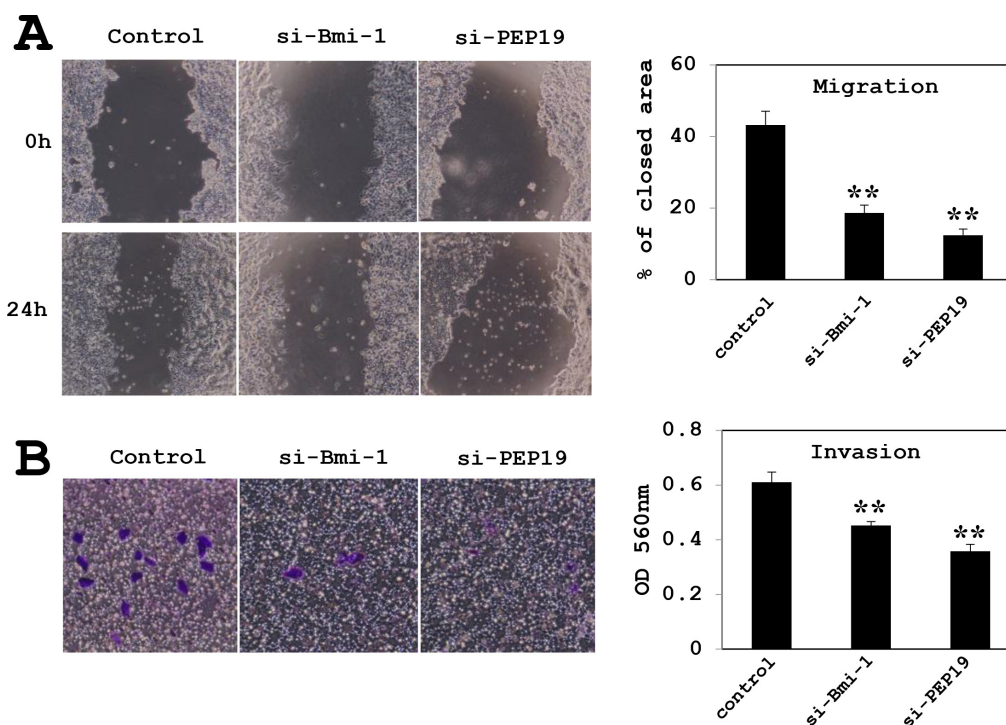 A
Control si-Bmi-1 si-PEP19
0h
24h
60
40
20
0
% of closed area
Migration
**
**
control
si-Bmi-1
si-PEP19
B
Control si-Bmi-1 si-PEP19
0.8
0.6
0.4
0.2
0
OD 560nm
Invasion
**
**
control
si-Bmi-1
si-PEP19